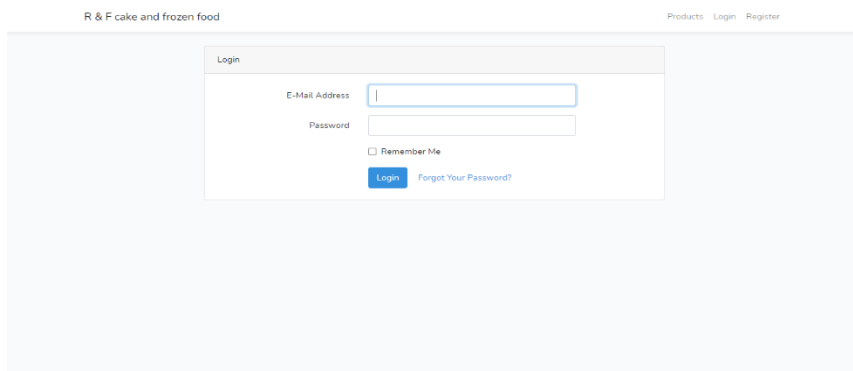 R & F cake and frozen food
Products Login Register
Login
E-Mail Address
Password
Remember Me
Login Forgot Your Password?